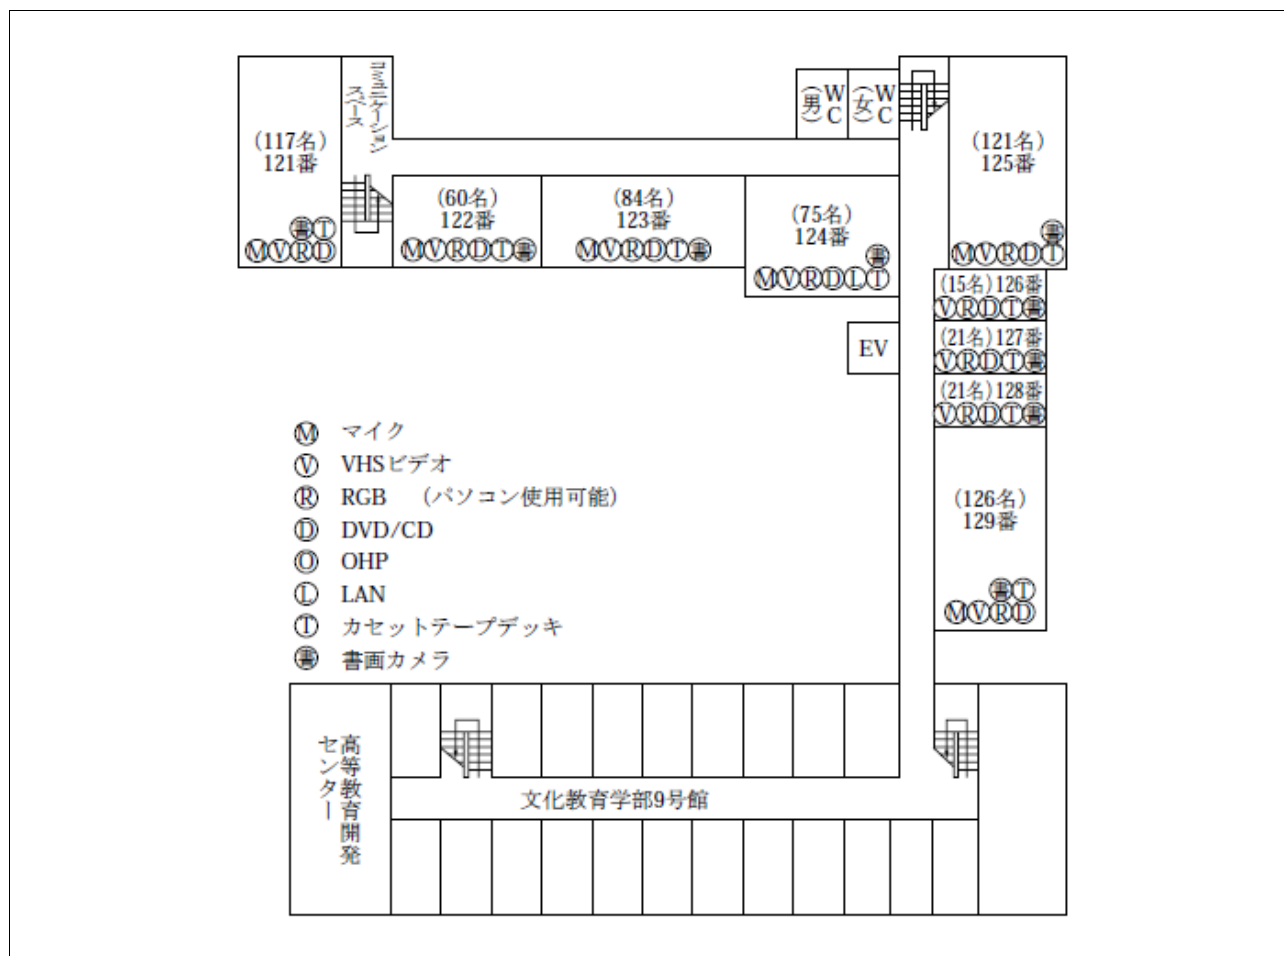 コミュニケーション
スペース
WC
(男)
WC
(女)
(117名)
121番
書T
MVRD
(60名)
122番
MVRDT書
(84名)
123番
MVRDT書
(75名)
124番
書
MVRDLT
(121名)
125番
書
MVRDT
(15名)126番
VRDT書
(21名)127番
VRDT書
(21名)128番
VRDT書
EV
(126名)
129番
書T
MVRD
M マイク
V VHSビデオ
R RGB (パソコン使用可能)
D DVD/CD
O OHP
L LAN
T カセットテープデッキ
書 書画カメラ
高等教育開発
センター
文化教育学部9号館